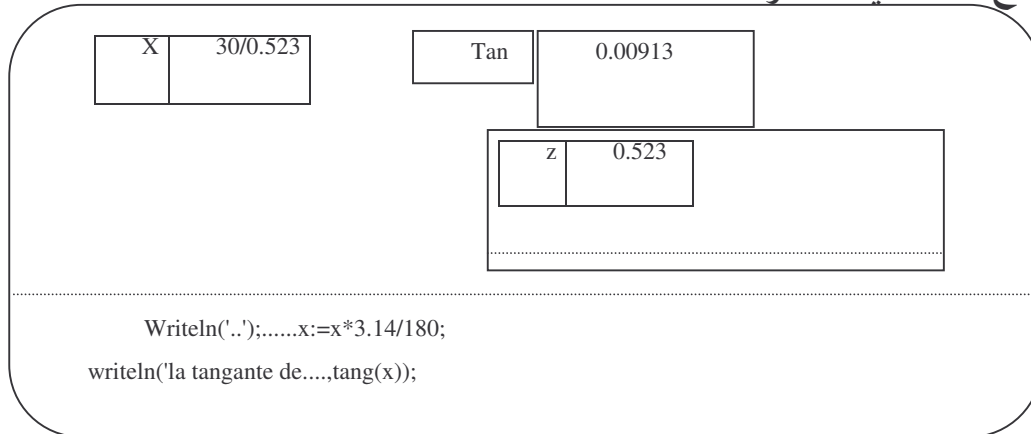 X 30/0.523 Tan 0.00913
z 0.523
Writeln('..');......x:=x*3.14/180;
writeln('la tangante de....,tang(x));